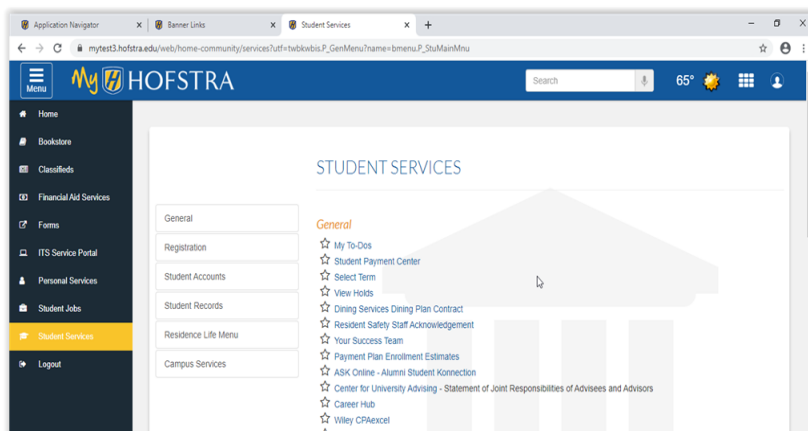 Application Navigator
Banner Links
Student Services
mytest3.hofstra.edu/web/home-community/services?utf=twbkwbis.P_GenMenu?name=bmenu.P_StuMainMnu
Menu
My H HOFSTRA
Search
65°
Home
Bookstore
Classifieds
Financial Aid Services
Forms
ITS Service Portal
Personal Services
Student Jobs
Student Services
Logout
STUDENT SERVICES
General
Registration
Student Accounts
Student Records
Residence Life Menu
Campus Services
General
My To-Dos
Student Payment Center
Select Term
View Holds
Dining Services Dining Plan Contract
Resident Safety Staff Acknowledgement
Your Success Team
Payment Plan Enrollment Estimates
ASK Online - Alumni Student Konnection
Center for University Advising - Statement of Joint Responsibilities of Advisees and Advisors
Career Hub
Wiley CPAexcel